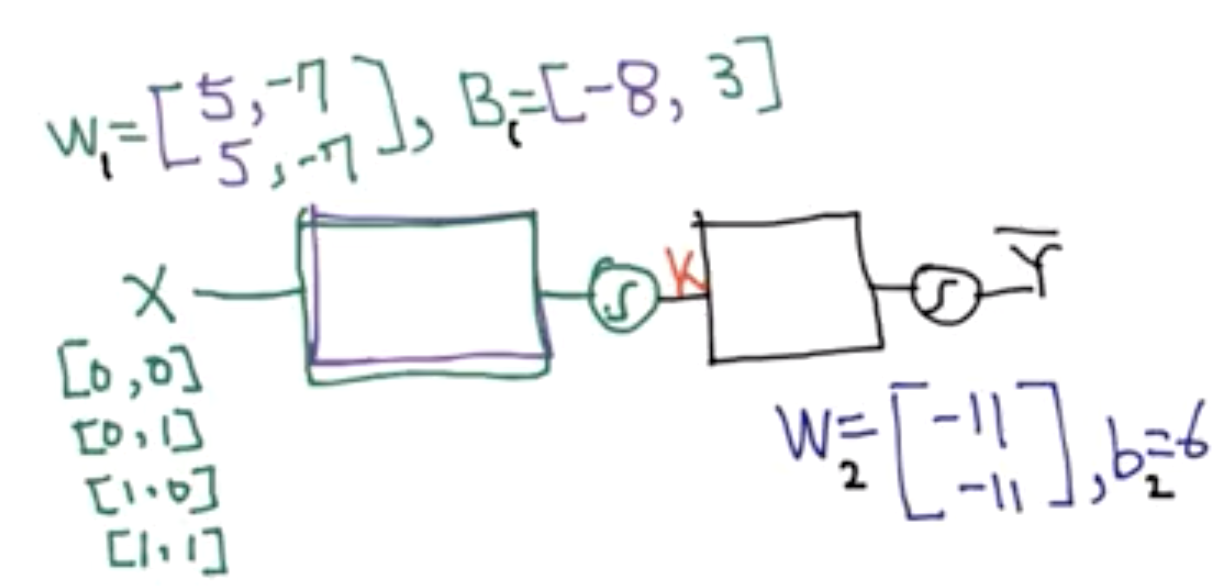 W₁=[5,-7
5,-7], B₁=[-8, 3]
X
K
Ȳ
[0,0]
[0,1]
[1,0]
[1,1]
W₂=[-11
-11], b₂=6